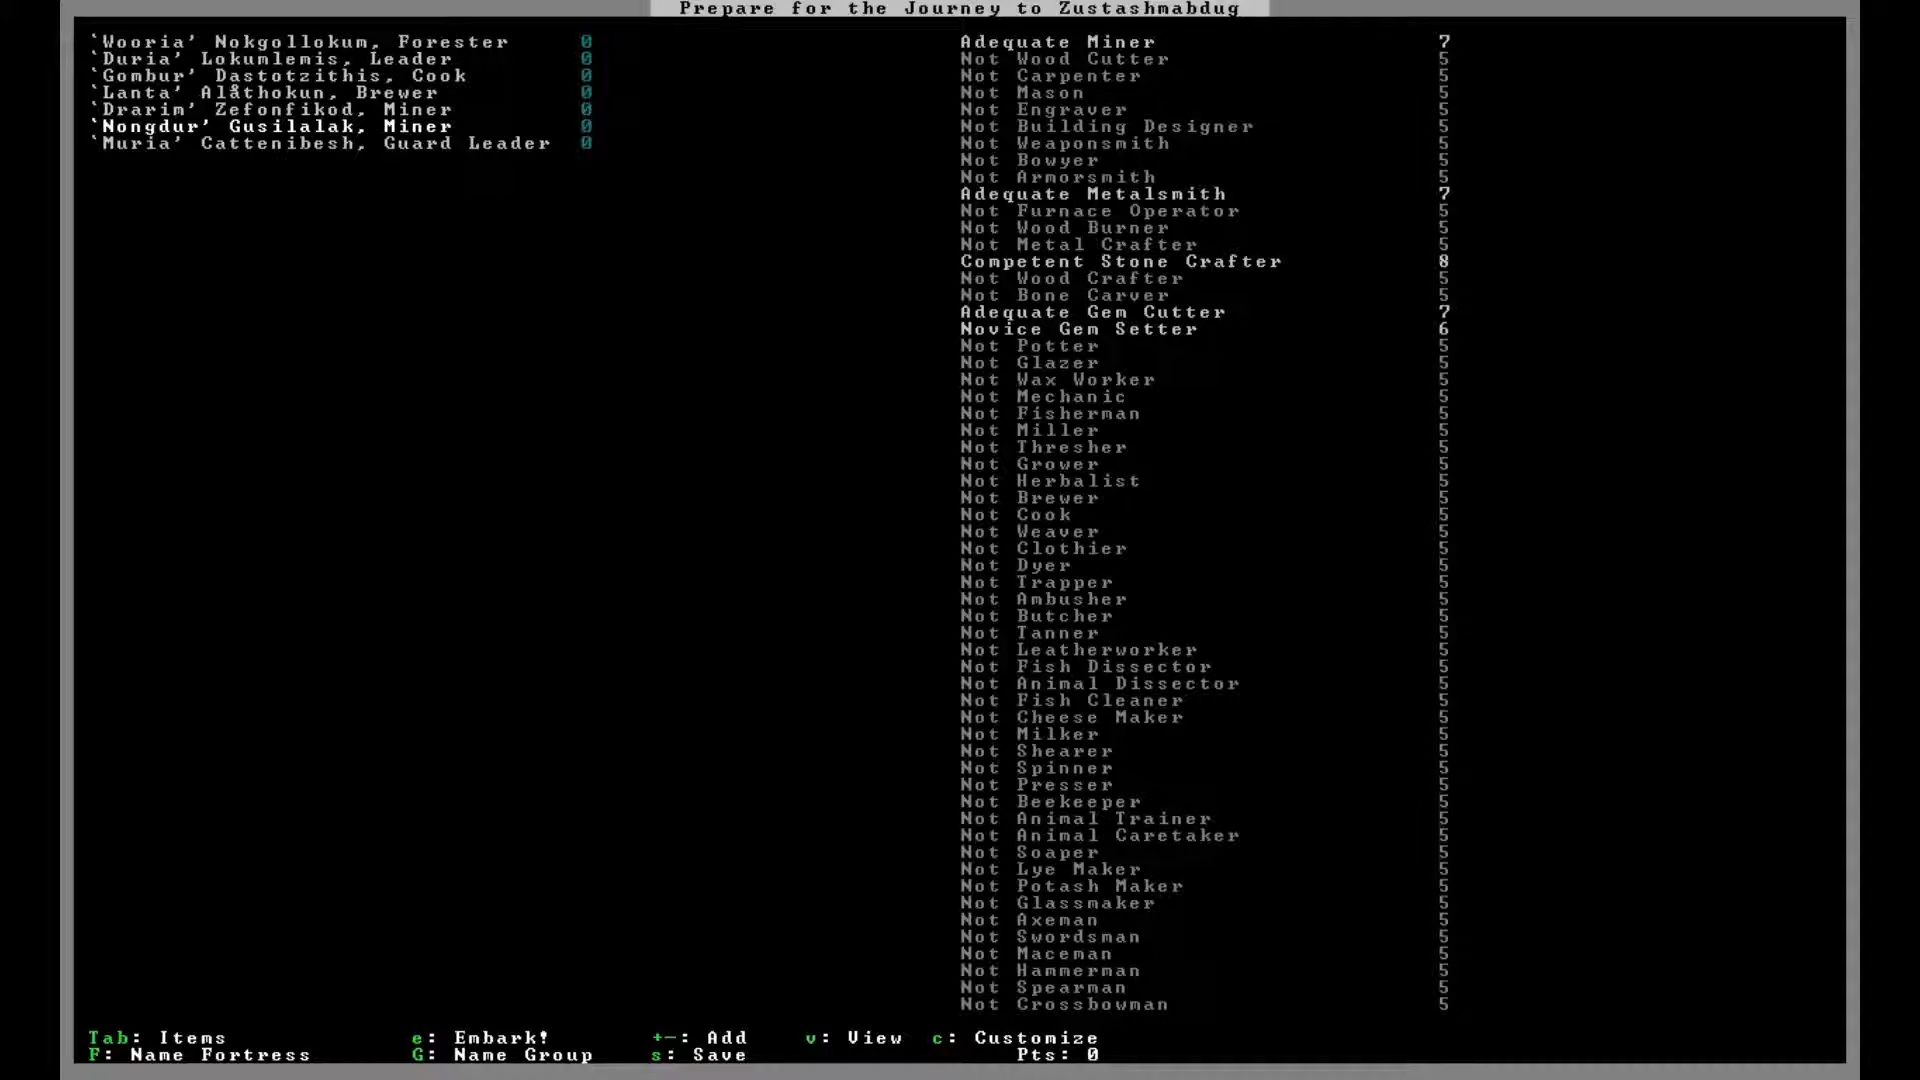 Prepare for the Journey to Zustashmabdug
`Wooria' Nokgollokum, Forester 0
`Duria' Lokumlemis, Leader 0
`Gombur' Dastotzithis, Cook 0
`Lanta' Alåthokun, Brewer 0
`Drarim' Zefonfikod, Miner 0
`Nongdur' Gusilalak, Miner 0
`Muria' Cattenibesh, Guard Leader 0
Adequate Miner 7
Not Wood Cutter 5
Not Carpenter 5
Not Mason 5
Not Engraver 5
Not Building Designer 5
Not Weaponsmith 5
Not Bowyer 5
Not Armorsmith 5
Adequate Metalsmith 7
Not Furnace Operator 5
Not Wood Burner 5
Not Metal Crafter 5
Competent Stone Crafter 8
Not Wood Crafter 5
Not Bone Carver 5
Adequate Gem Cutter 7
Novice Gem Setter 6
Not Potter 5
Not Glazer 5
Not Wax Worker 5
Not Mechanic 5
Not Fisherman 5
Not Miller 5
Not Thresher 5
Not Grower 5
Not Herbalist 5
Not Brewer 5
Not Cook 5
Not Weaver 5
Not Clothier 5
Not Dyer 5
Not Trapper 5
Not Ambusher 5
Not Butcher 5
Not Tanner 5
Not Leatherworker 5
Not Fish Dissector 5
Not Animal Dissector 5
Not Fish Cleaner 5
Not Cheese Maker 5
Not Milker 5
Not Shearer 5
Not Spinner 5
Not Presser 5
Not Beekeeper 5
Not Animal Trainer 5
Not Animal Caretaker 5
Not Soaper 5
Not Lye Maker 5
Not Potash Maker 5
Not Glassmaker 5
Not Axeman 5
Not Swordsman 5
Not Maceman 5
Not Hammerman 5
Not Spearman 5
Not Crossbowman 5
Tab: Items e: Embark! +-: Add v: View c: Customize
F: Name Fortress G: Name Group s: Save Pts: 0